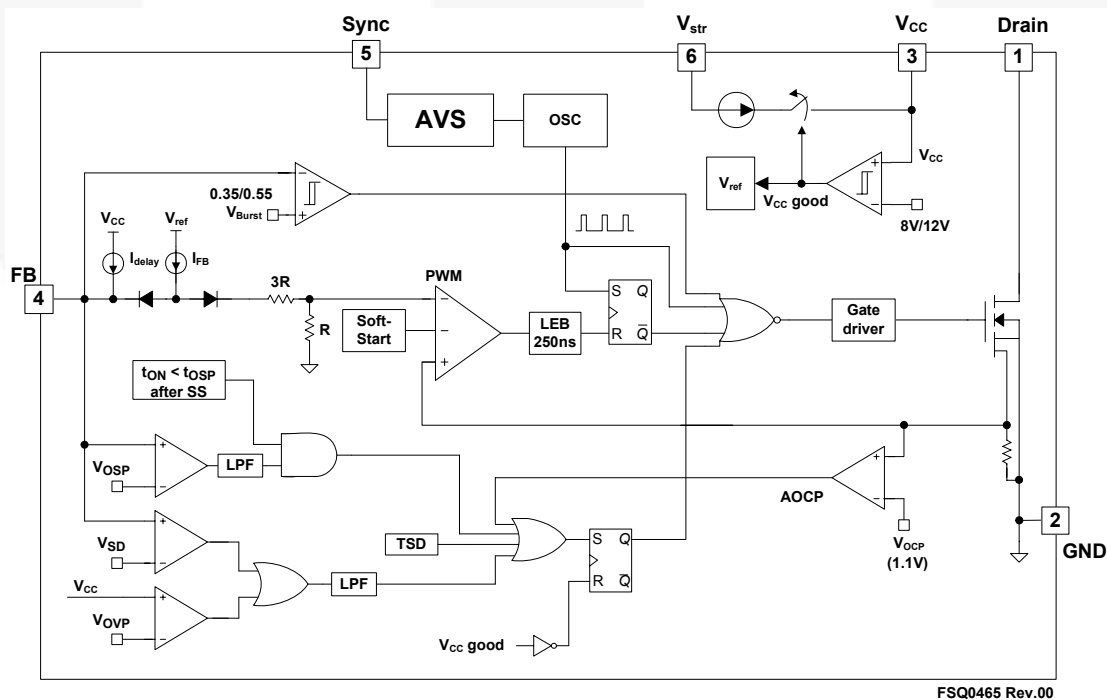 Sync
5
Vstr
6
VCC
3
Drain
1
AVS
OSC
0.35/0.55
VBurst
−
+
Vref
VCC good
+
−
VCC
8V/12V
VCC
Idelay
Vref
IFB
FB
4
3R
R
PWM
−
−
+
Soft-
Start
LEB
250ns
S Q
R Q
Gate
driver
tON < tOSP
after SS
+
−
VOSP
LPF
+
−
VSD
TSD
VCC
+
−
VOVP
LPF
S Q
R Q
VCC good
AOCP
+
−
VOCP
(1.1V)
2
GND
FSQ0465 Rev.00